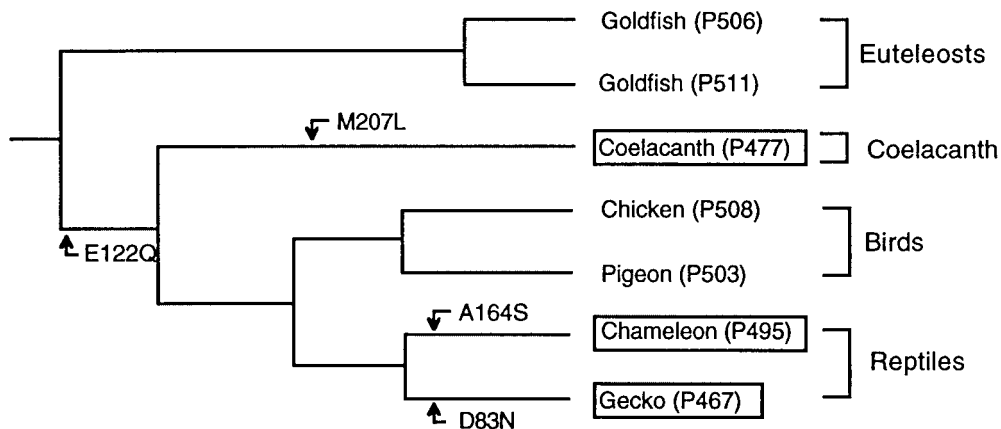 Goldfish (P506)
Euteleosts
Goldfish (P511)
M207L
Coelacanth (P477)
Coelacanth
Chicken (P508)
E122Q
Birds
Pigeon (P503)
A164S
Chameleon (P495)
Reptiles
Gecko (P467)
D83N